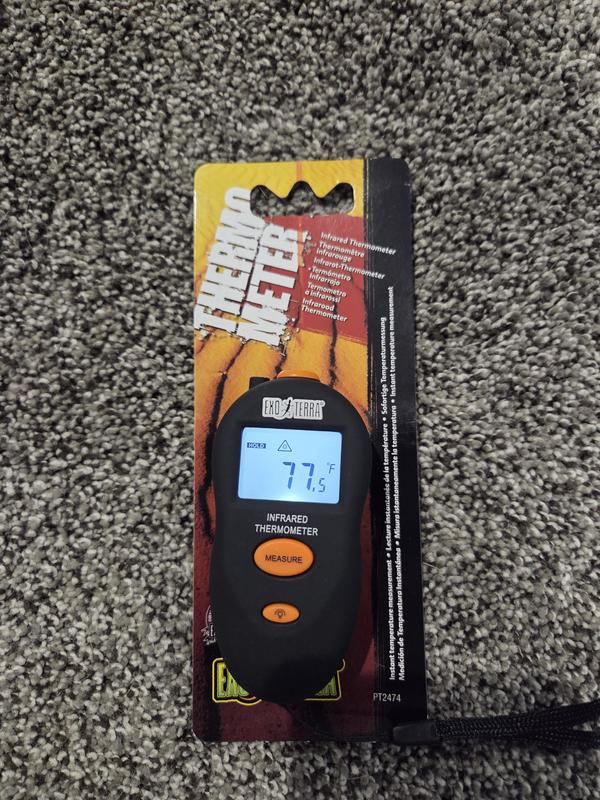 THERMO
METER
Infrared Thermometer
Thermomètre
Infrarouge
Infrarot-Thermometer
Termómetro
Infrarrojo
Termometro
a infrarossi
Infrarood
Thermometer
Instant temperature measurement • Lecture instantanée de la température • Sofortige Temperaturmessung
Medición de Temperatura Instantánea • Misura istantaneamente la temperatura • Instant temperature measurement
EXO TERRA
HOLD
77.5 °F
INFRARED
THERMOMETER
MEASURE
PT2474